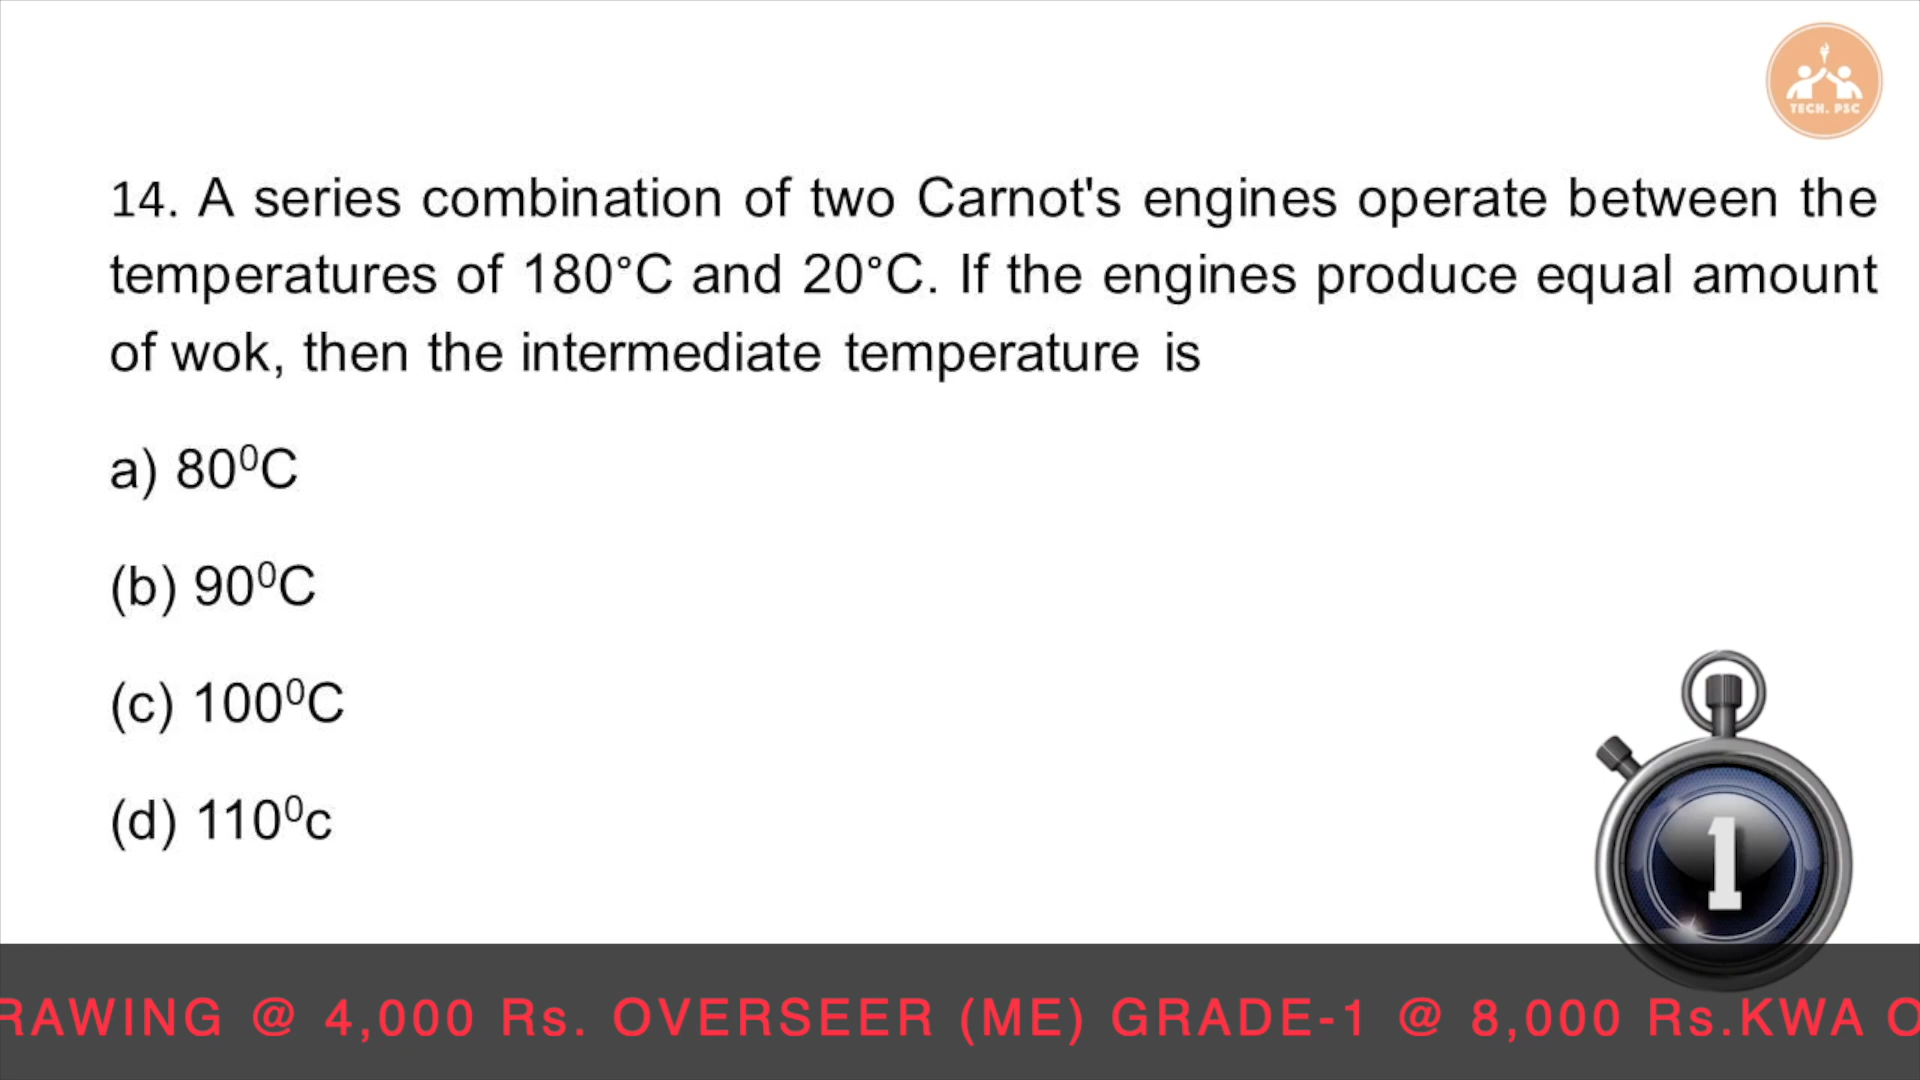 TECH. PSC
14. A series combination of two Carnot's engines operate between the
temperatures of 180°C and 20°C. If the engines produce equal amount
of wok, then the intermediate temperature is
a) 80⁰C
(b) 90⁰C
(c) 100⁰C
(d) 110⁰c
1
RAWING @ 4,000 Rs. OVERSEER (ME) GRADE-1 @ 8,000 Rs.KWA O